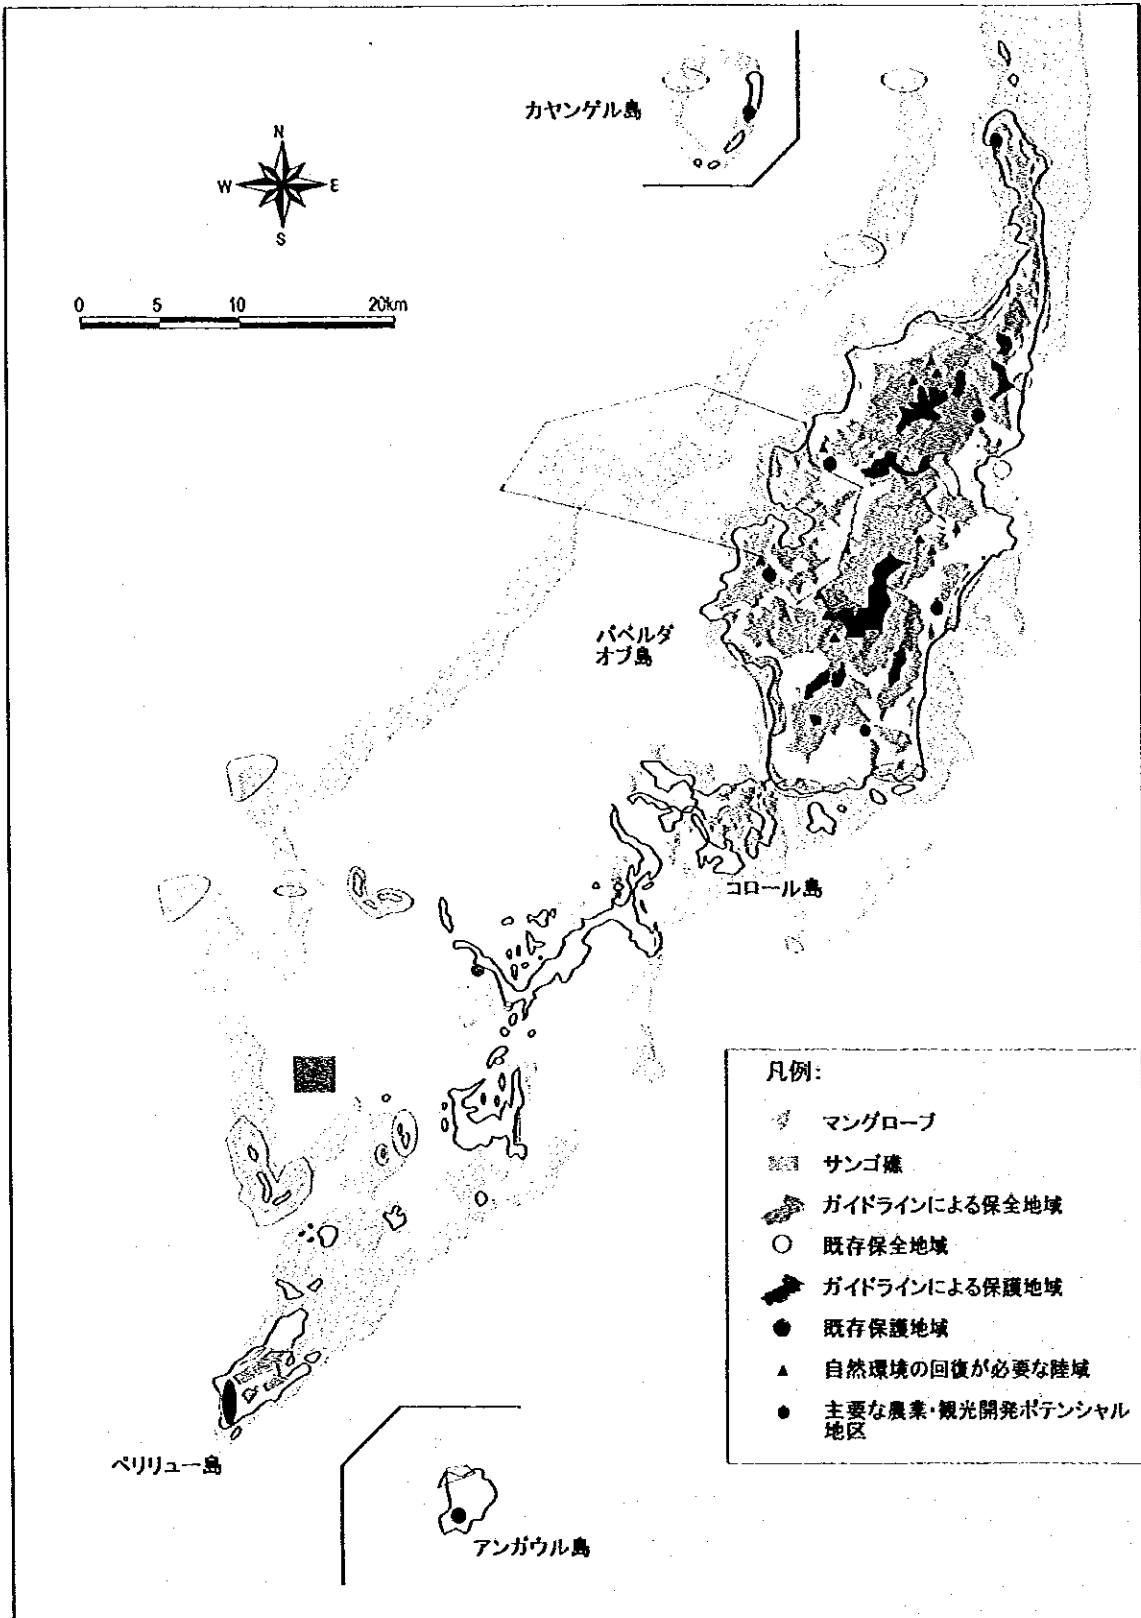 カヤンゲル島
N
W
E
S
0 5 10 20km
バベルダ
オブ島
コロール島
凡例:
マングローブ
サンゴ礁
ガイドラインによる保全地域
既存保全地域
ガイドラインによる保護地域
既存保護地域
自然環境の回復が必要な陸域
主要な農業・観光開発ポテンシャル
地区
ペリリュー島
アンガウル島